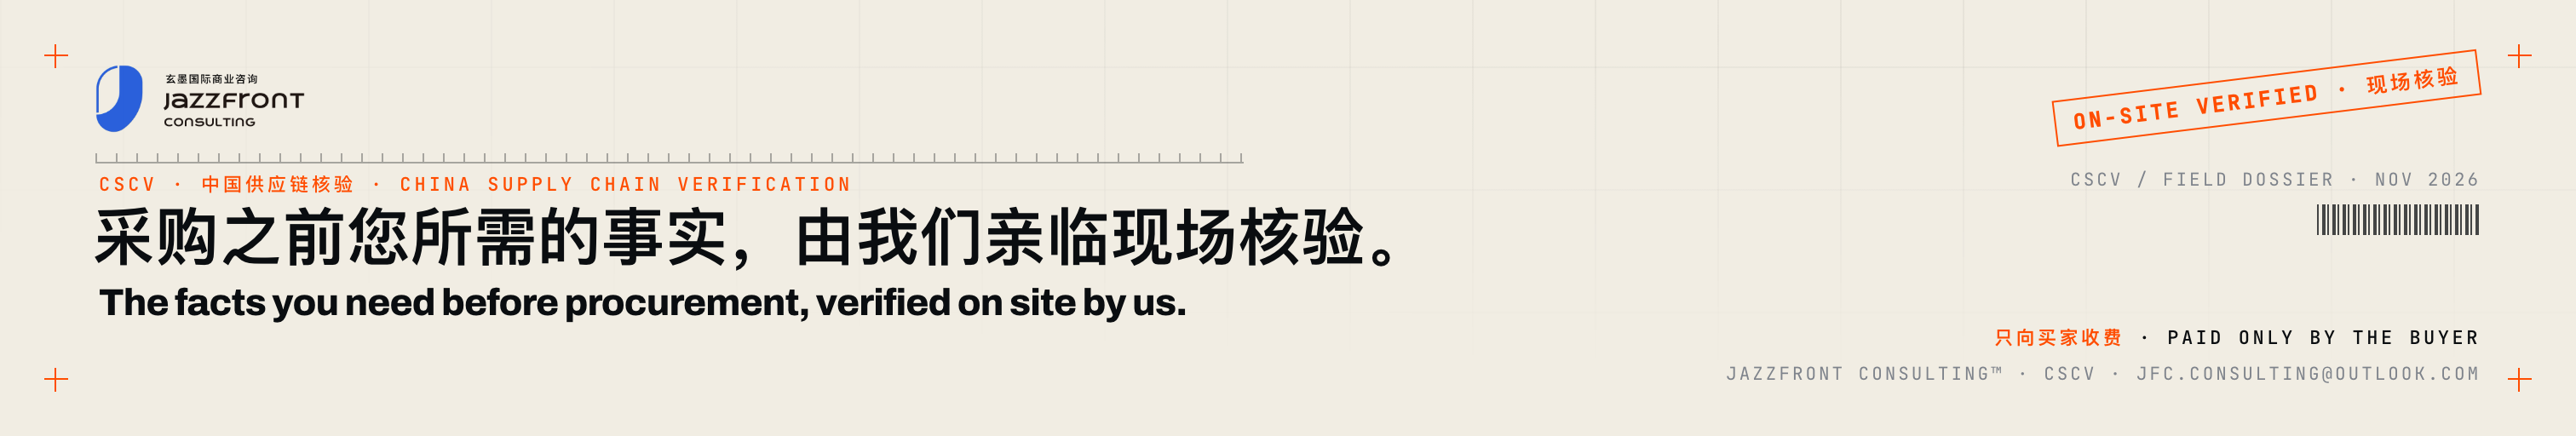 玄墨国际商业咨询
Jazzfront
CONSULTING
ON-SITE VERIFIED · 现场核验
CSCV · 中国供应链核验 · CHINA SUPPLY CHAIN VERIFICATION
CSCV / FIELD DOSSIER · NOV 2026
采购之前您所需的事实，由我们亲临现场核验。
The facts you need before procurement, verified on site by us.
只向买家收费 · PAID ONLY BY THE BUYER
JAZZFRONT CONSULTING™ · CSCV · JFC.CONSULTING@OUTLOOK.COM